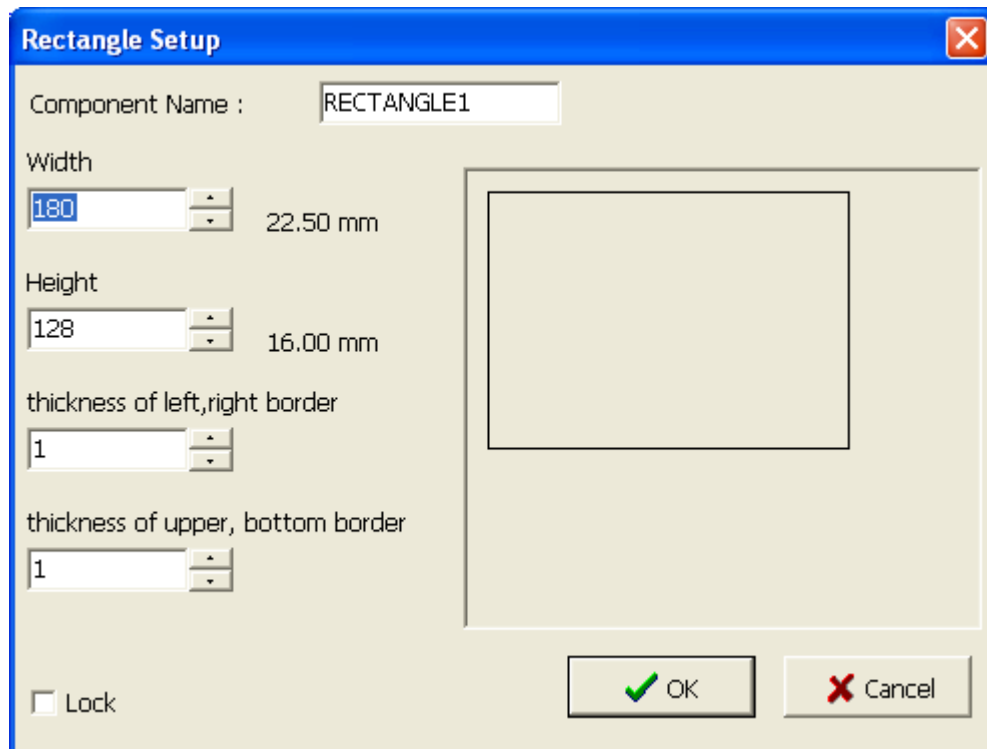 Rectangle Setup
Component Name :
RECTANGLE1
Width
180
22.50 mm
Height
128
16.00 mm
thickness of left,right border
1
thickness of upper, bottom border
1
Lock
OK
Cancel